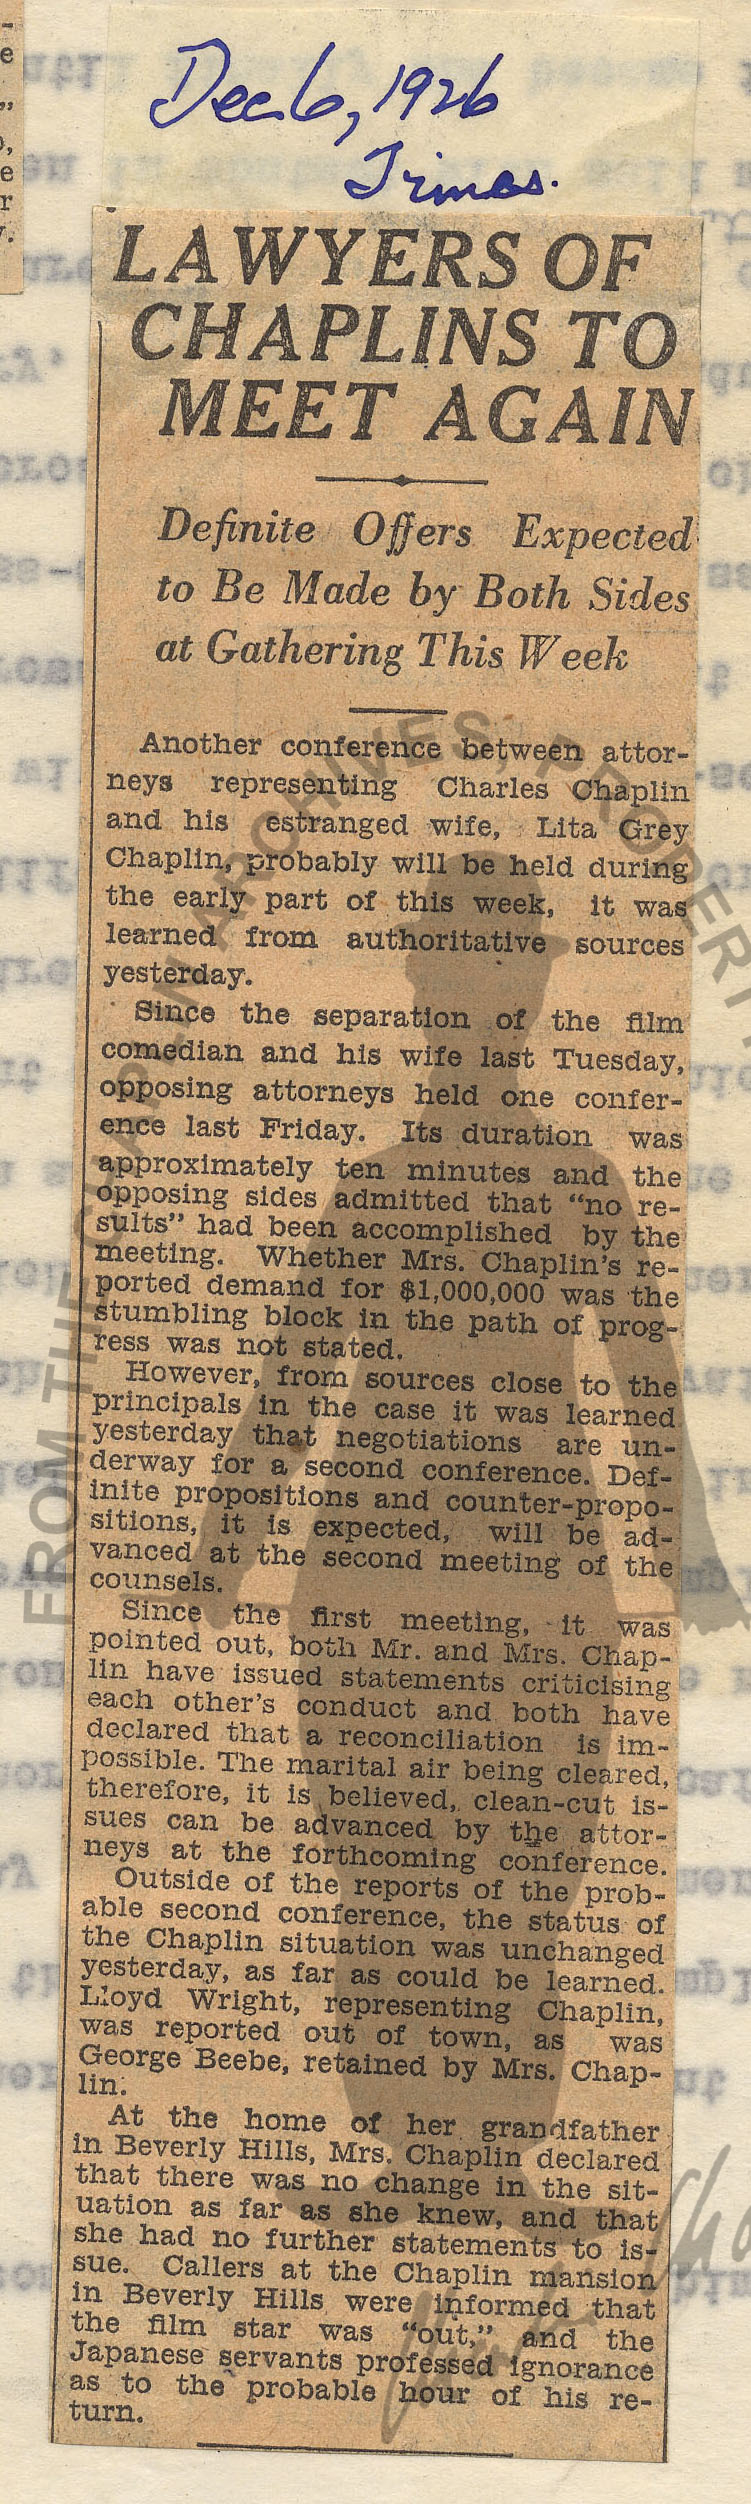 Dec 6, 1926
Times.
LAWYERS OF
CHAPLINS TO
MEET AGAIN
Definite Offers Expected
to Be Made by Both Sides
at Gathering This Week
Another conference between attor-
neys representing Charles Chaplin
and his estranged wife, Lita Grey
Chaplin, probably will be held during
the early part of this week, it was
learned from authoritative sources
yesterday.
Since the separation of the film
comedian and his wife last Tuesday,
opposing attorneys held one confer-
ence last Friday. Its duration was
approximately ten minutes and the
opposing sides admitted that “no re-
sults” had been accomplished by the
meeting. Whether Mrs. Chaplin’s re-
ported demand for $1,000,000 was the
stumbling block in the path of prog-
ress was not stated.
However, from sources close to the
principals in the case it was learned
yesterday that negotiations are un-
derway for a second conference. Def-
inite propositions and counter-propo-
sitions, it is expected, will be ad-
vanced at the second meeting of the
counsels.
Since the first meeting, it was
pointed out, both Mr. and Mrs. Chap-
lin have issued statements criticising
each other’s conduct and both have
declared that a reconciliation is im-
possible. The marital air being cleared,
therefore, it is believed, clean-cut is-
sues can be advanced by the attor-
neys at the forthcoming conference.
Outside of the reports of the prob-
able second conference, the status of
the Chaplin situation was unchanged
yesterday, as far as could be learned.
Lloyd Wright, representing Chaplin,
was reported out of town, as was
George Beebe, retained by Mrs. Chap-
lin.
At the home of her grandfather
in Beverly Hills, Mrs. Chaplin declared
that there was no change in the sit-
uation as far as she knew, and that
she had no further statements to is-
sue. Callers at the Chaplin mansion
in Beverly Hills were informed that
the film star was “out,” and the
Japanese servants professed ignorance
as to the probable hour of his re-
turn.
FROM THE CHAPLIN ARCHIVES